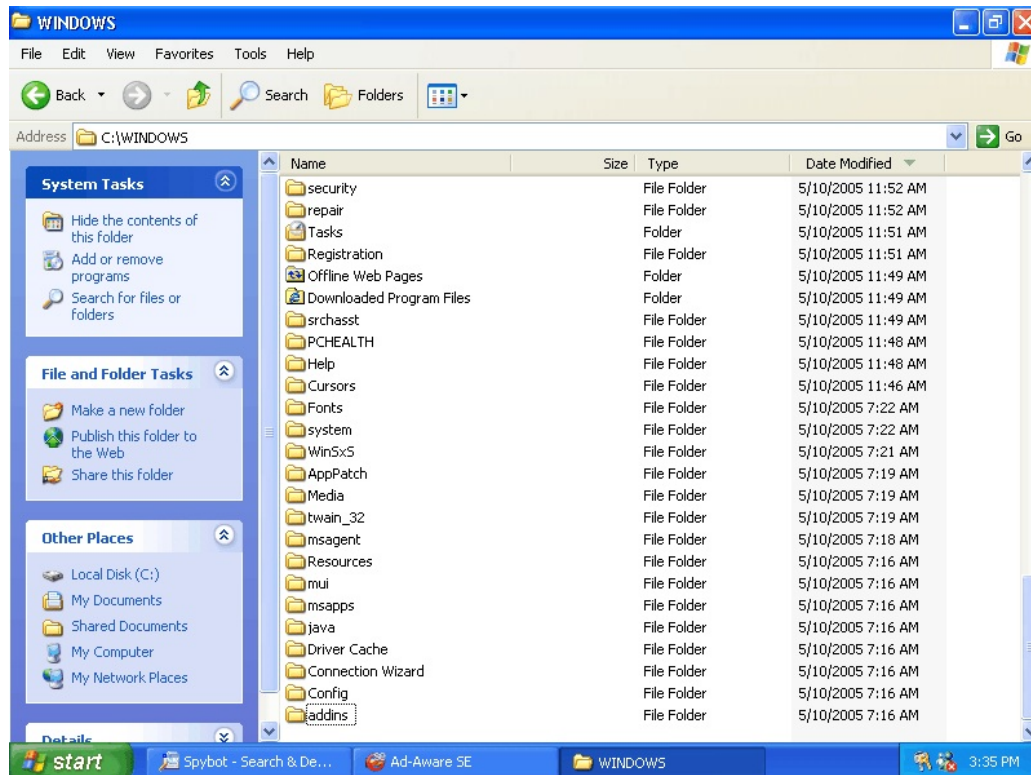 WINDOWS
File Edit View Favorites Tools Help
Back Search Folders
Address C:\WINDOWS Go
System Tasks
Hide the contents of
this folder
Add or remove
programs
Search for files or
folders
File and Folder Tasks
Make a new folder
Publish this folder to
the Web
Share this folder
Other Places
Local Disk (C:)
My Documents
Shared Documents
My Computer
My Network Places
Details
Name Size Type Date Modified
security File Folder 5/10/2005 11:52 AM
repair File Folder 5/10/2005 11:52 AM
Tasks Folder 5/10/2005 11:51 AM
Registration File Folder 5/10/2005 11:51 AM
Offline Web Pages Folder 5/10/2005 11:49 AM
Downloaded Program Files Folder 5/10/2005 11:49 AM
srchasst File Folder 5/10/2005 11:49 AM
PCHEALTH File Folder 5/10/2005 11:48 AM
Help File Folder 5/10/2005 11:48 AM
Cursors File Folder 5/10/2005 11:46 AM
Fonts File Folder 5/10/2005 7:22 AM
system File Folder 5/10/2005 7:22 AM
WinSxS File Folder 5/10/2005 7:21 AM
AppPatch File Folder 5/10/2005 7:19 AM
Media File Folder 5/10/2005 7:19 AM
twain_32 File Folder 5/10/2005 7:19 AM
msagent File Folder 5/10/2005 7:18 AM
Resources File Folder 5/10/2005 7:16 AM
mui File Folder 5/10/2005 7:16 AM
msapps File Folder 5/10/2005 7:16 AM
java File Folder 5/10/2005 7:16 AM
Driver Cache File Folder 5/10/2005 7:16 AM
Connection Wizard File Folder 5/10/2005 7:16 AM
Config File Folder 5/10/2005 7:16 AM
addins File Folder 5/10/2005 7:16 AM
start Spybot - Search & De... Ad-Aware SE WINDOWS 3:35 PM